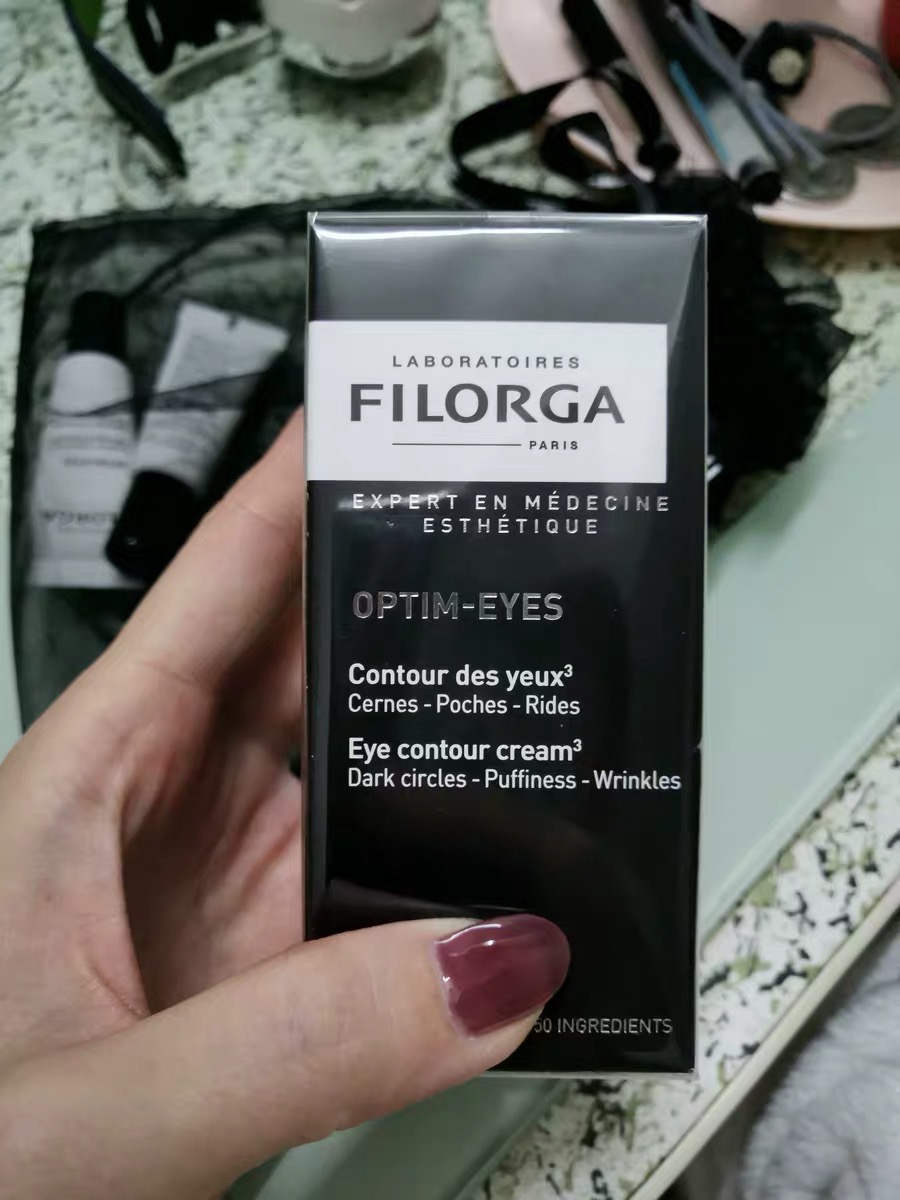 LABORATOIRES
FILORGA
PARIS
EXPERT EN MÉDECINE
ESTHÉTIQUE
OPTIM-EYES
Contour des yeux³
Cernes - Poches - Rides
Eye contour cream³
Dark circles - Puffiness - Wrinkles
50 INGREDIENTS